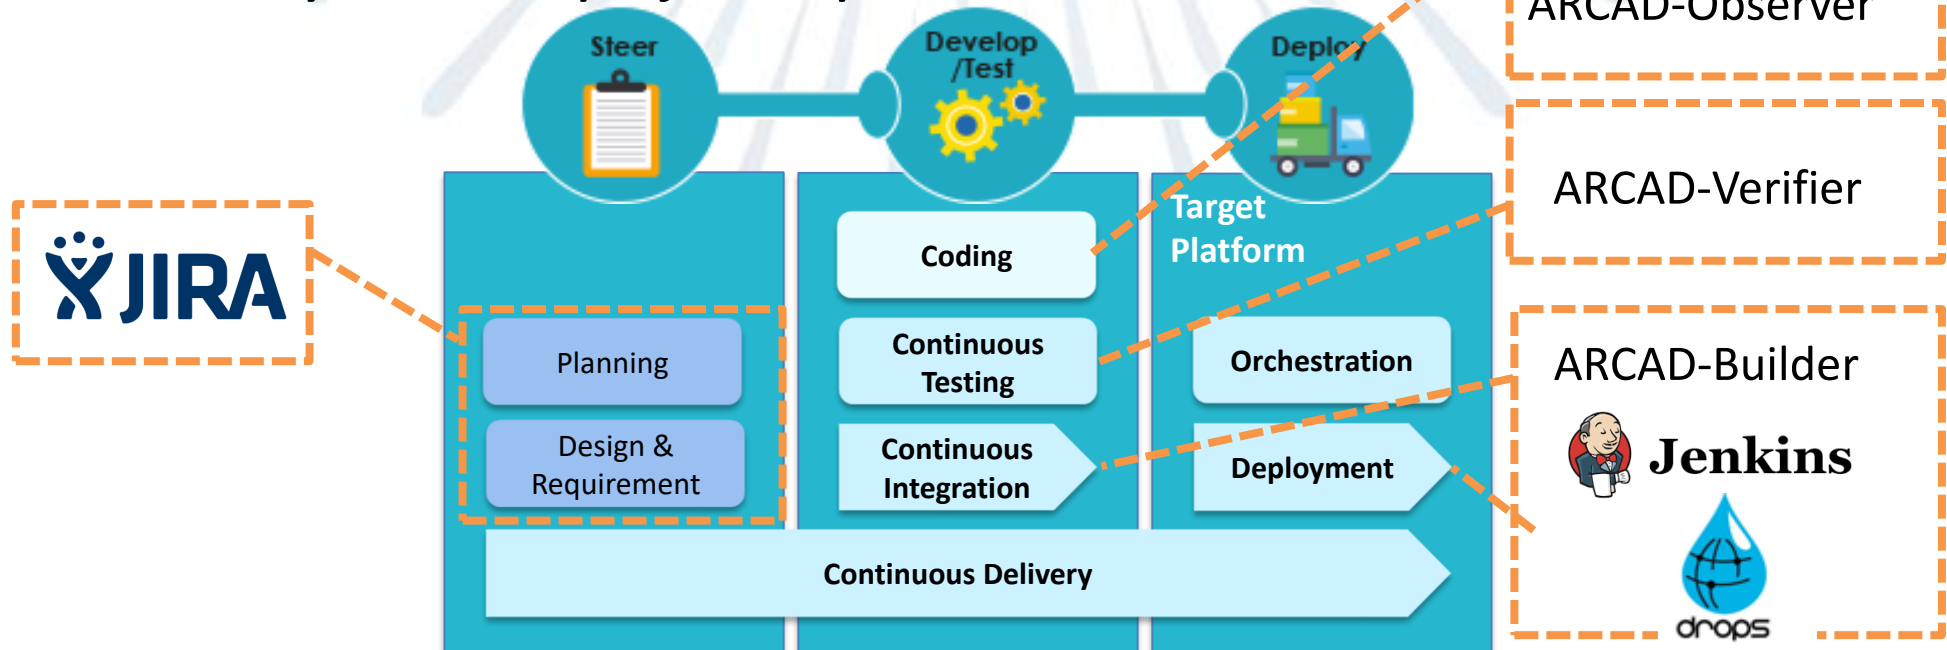 ARCAD-Observer
Steer
Develop
/Test
Deploy
ARCAD-Verifier
Target
Platform
JIRA
Coding
Planning
Continuous
Testing
Orchestration
ARCAD-Builder
Design &
Requirement
Continuous
Integration
Deployment
Jenkins
Continuous Delivery
drops